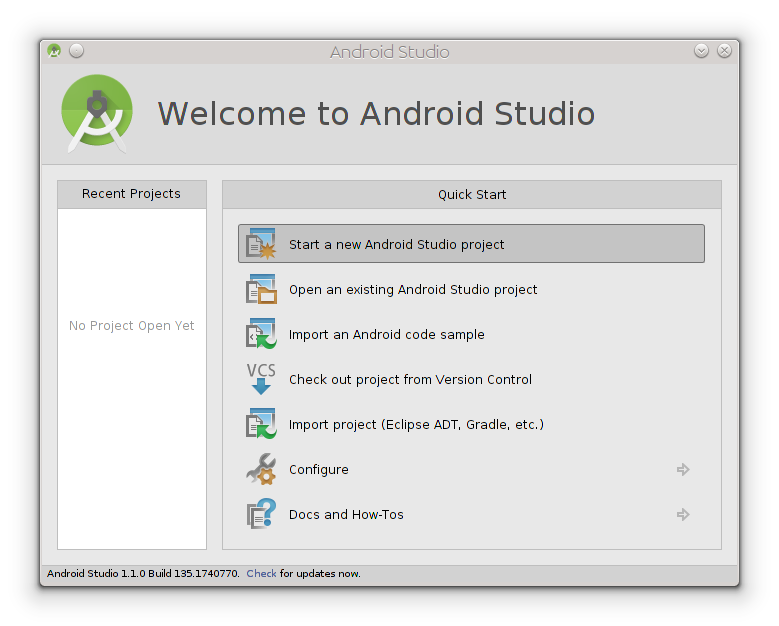 Android Studio
Welcome to Android Studio
Recent Projects
No Project Open Yet
Quick Start
Start a new Android Studio project
Open an existing Android Studio project
Import an Android code sample
VCS
Check out project from Version Control
Import project (Eclipse ADT, Gradle, etc.)
Configure
Docs and How-Tos
Android Studio 1.1.0 Build 135.1740770. Check for updates now.